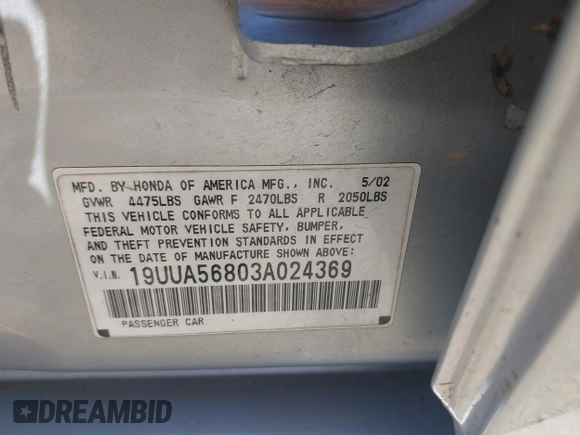 MFD. BY HONDA OF AMERICA MFG., INC. 5/02
GVWR 4475LBS GAWR F 2470LBS R 2050LBS
THIS VEHICLE CONFORMS TO ALL APPLICABLE
FEDERAL MOTOR VEHICLE SAFETY, BUMPER,
AND THEFT PREVENTION STANDARDS IN EFFECT
ON THE DATE OF MANUFACTURE SHOWN ABOVE:
V.I.N. 19UUA56803A024369
PASSENGER CAR
DREAMBID